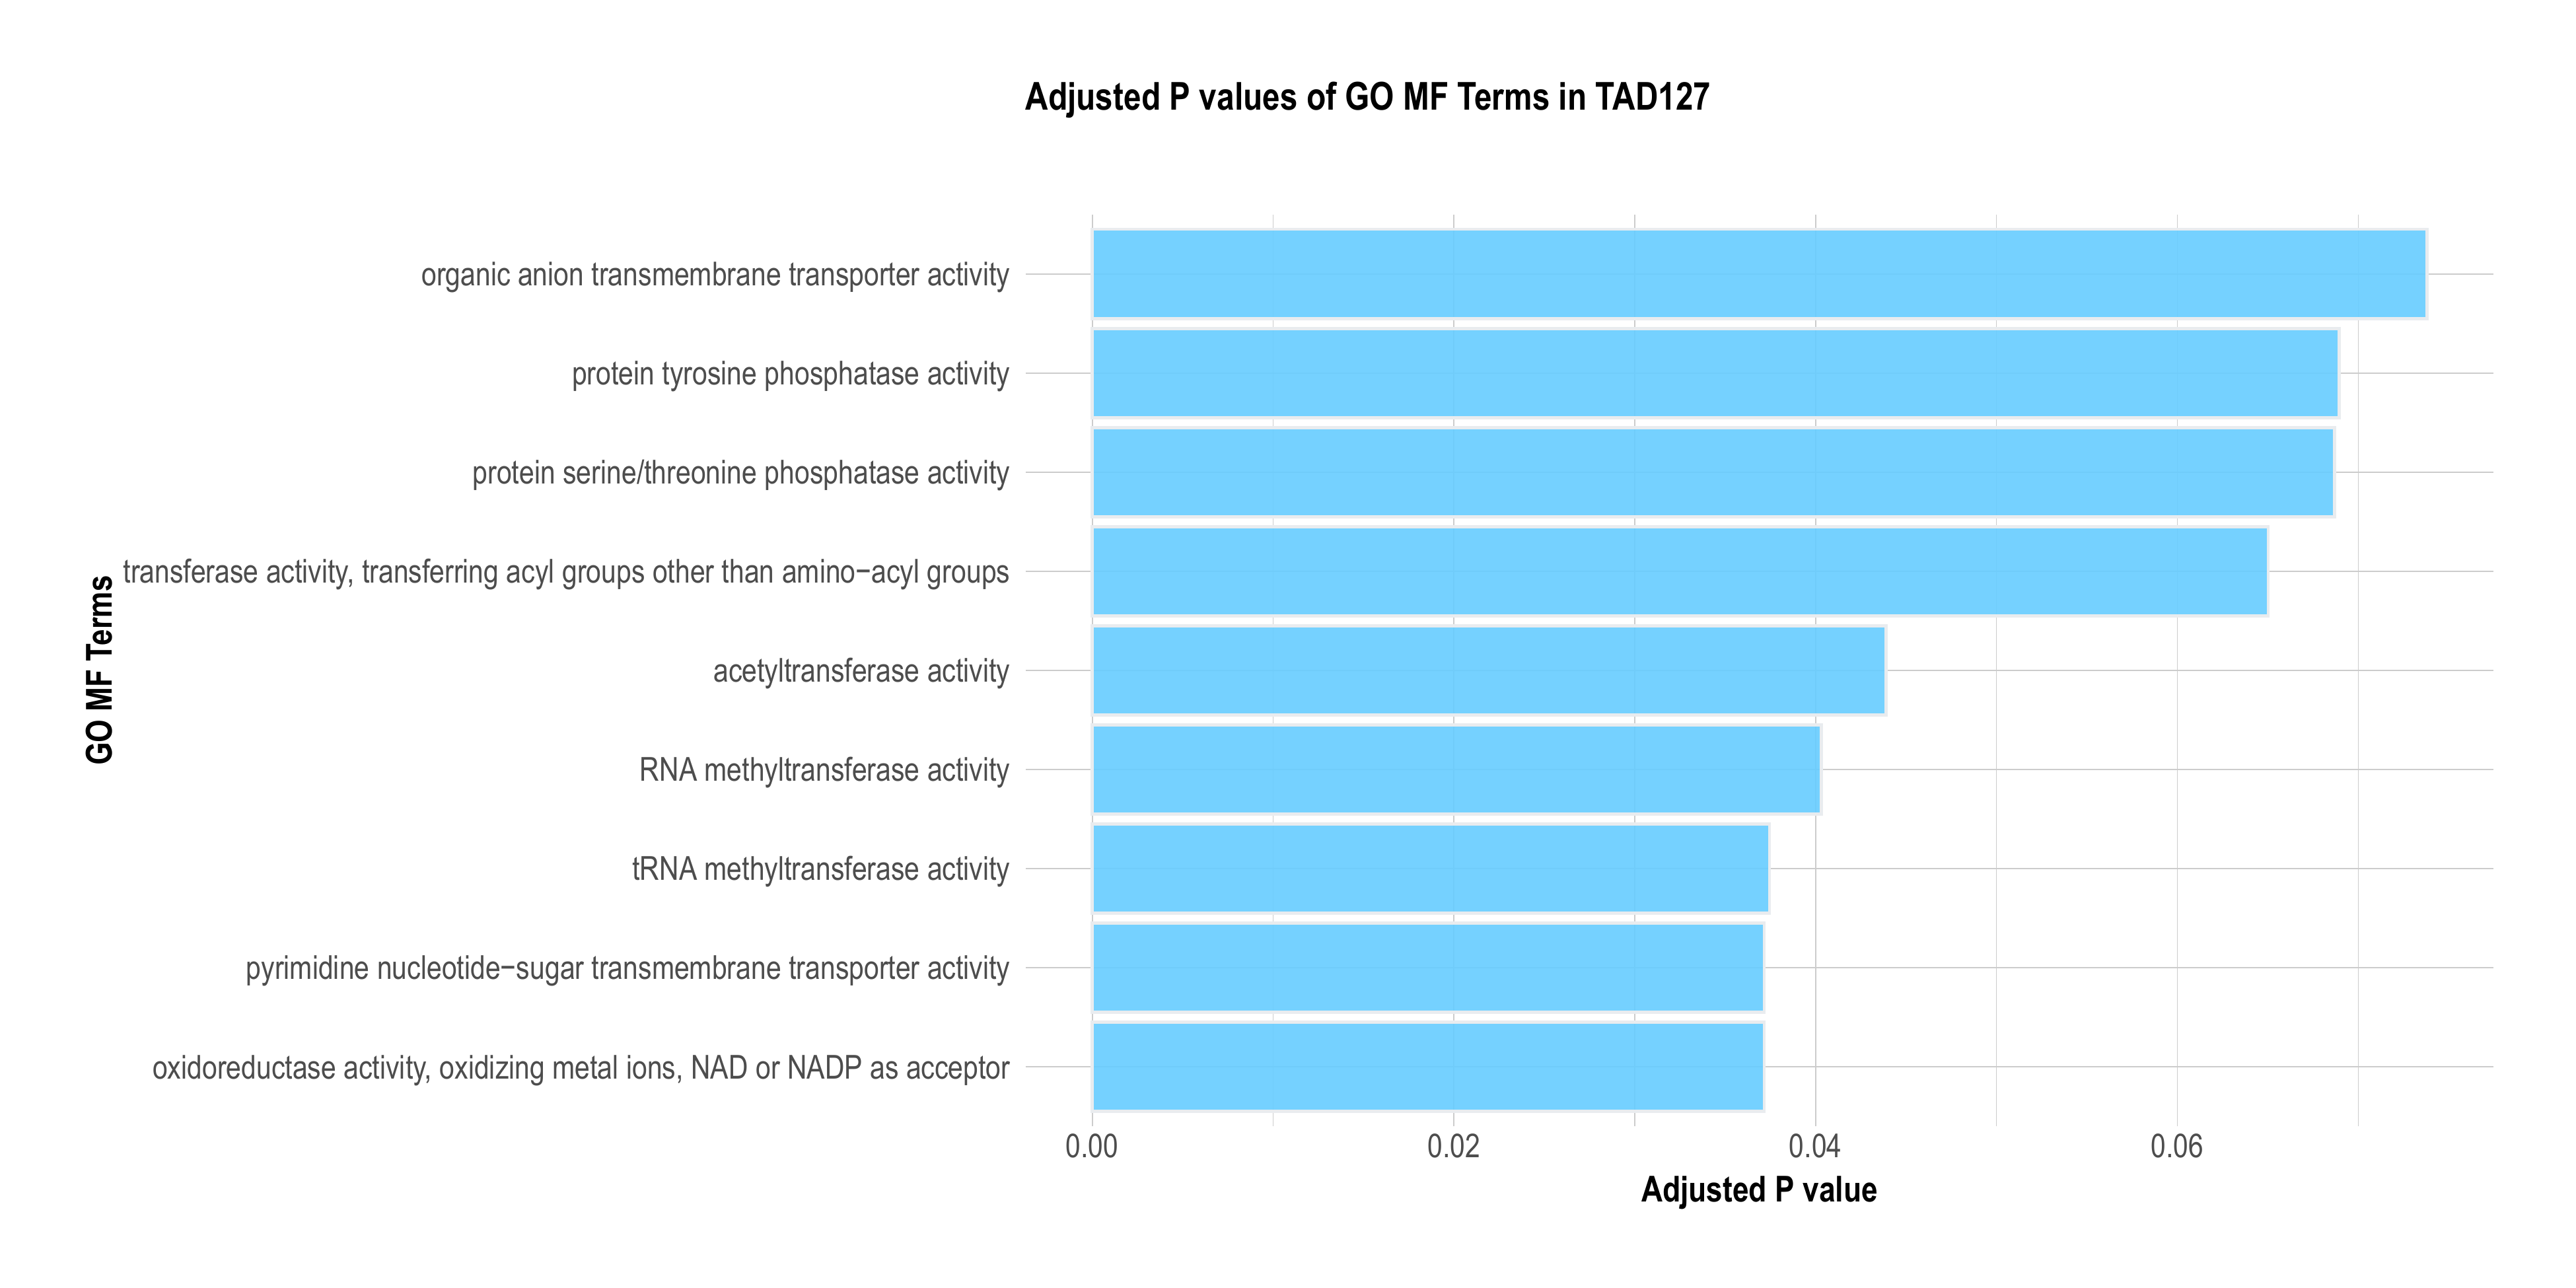 Adjusted P values of GO MF Terms in TAD127
organic anion transmembrane transporter activity
protein tyrosine phosphatase activity
protein serine/threonine phosphatase activity
transferase activity, transferring acyl groups other than amino−acyl groups
acetyltransferase activity
RNA methyltransferase activity
tRNA methyltransferase activity
pyrimidine nucleotide−sugar transmembrane transporter activity
oxidoreductase activity, oxidizing metal ions, NAD or NADP as acceptor
GO MF Terms
0.00 0.02 0.04 0.06
Adjusted P value